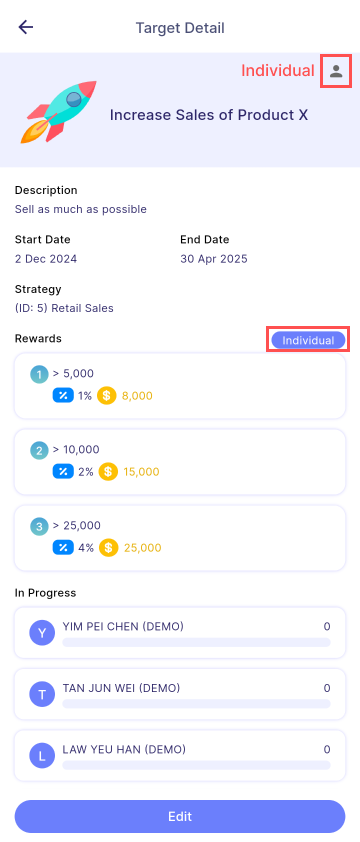 Target Detail
Individual
Increase Sales of Product X
Description
Sell as much as possible
Start Date End Date
2 Dec 2024 30 Apr 2025
Strategy
(ID: 5) Retail Sales
Rewards Individual
1 > 5,000
1% $ 8,000
2 > 10,000
2% $ 15,000
3 > 25,000
4% $ 25,000
In Progress
Y YIM PEI CHEN (DEMO) 0
T TAN JUN WEI (DEMO) 0
L LAW YEU HAN (DEMO) 0
Edit